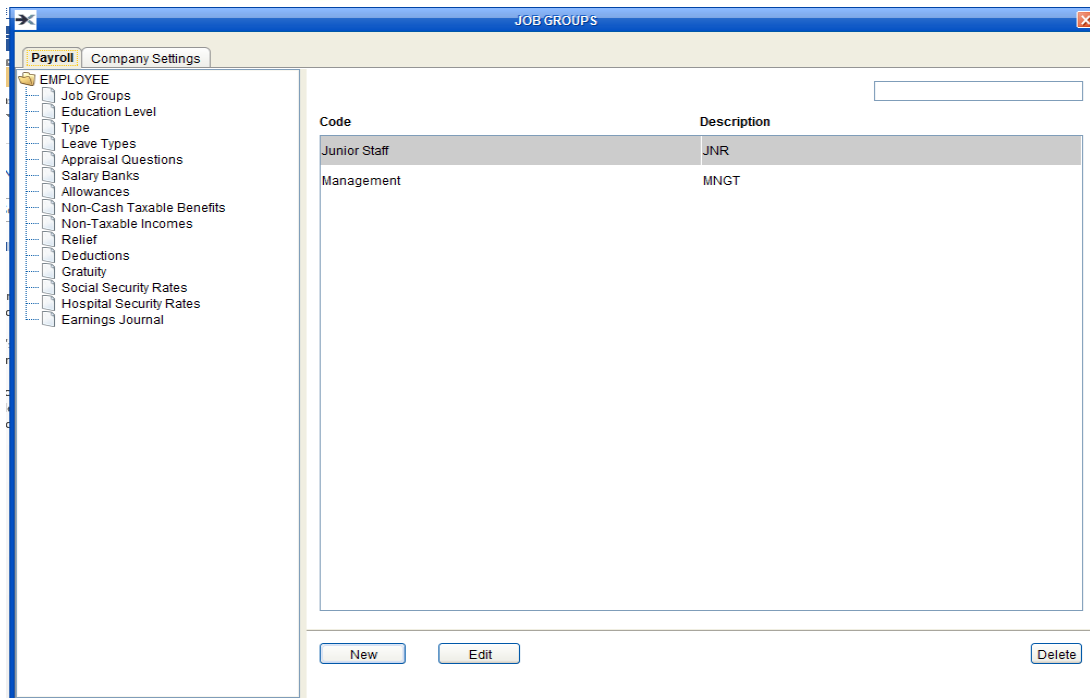 JOB GROUPS
Payroll Company Settings
EMPLOYEE
Job Groups
Education Level
Type
Leave Types
Appraisal Questions
Salary Banks
Allowances
Non-Cash Taxable Benefits
Non-Taxable Incomes
Relief
Deductions
Gratuity
Social Security Rates
Hospital Security Rates
Earnings Journal
Code Description
Junior Staff JNR
Management MNGT
New Edit Delete